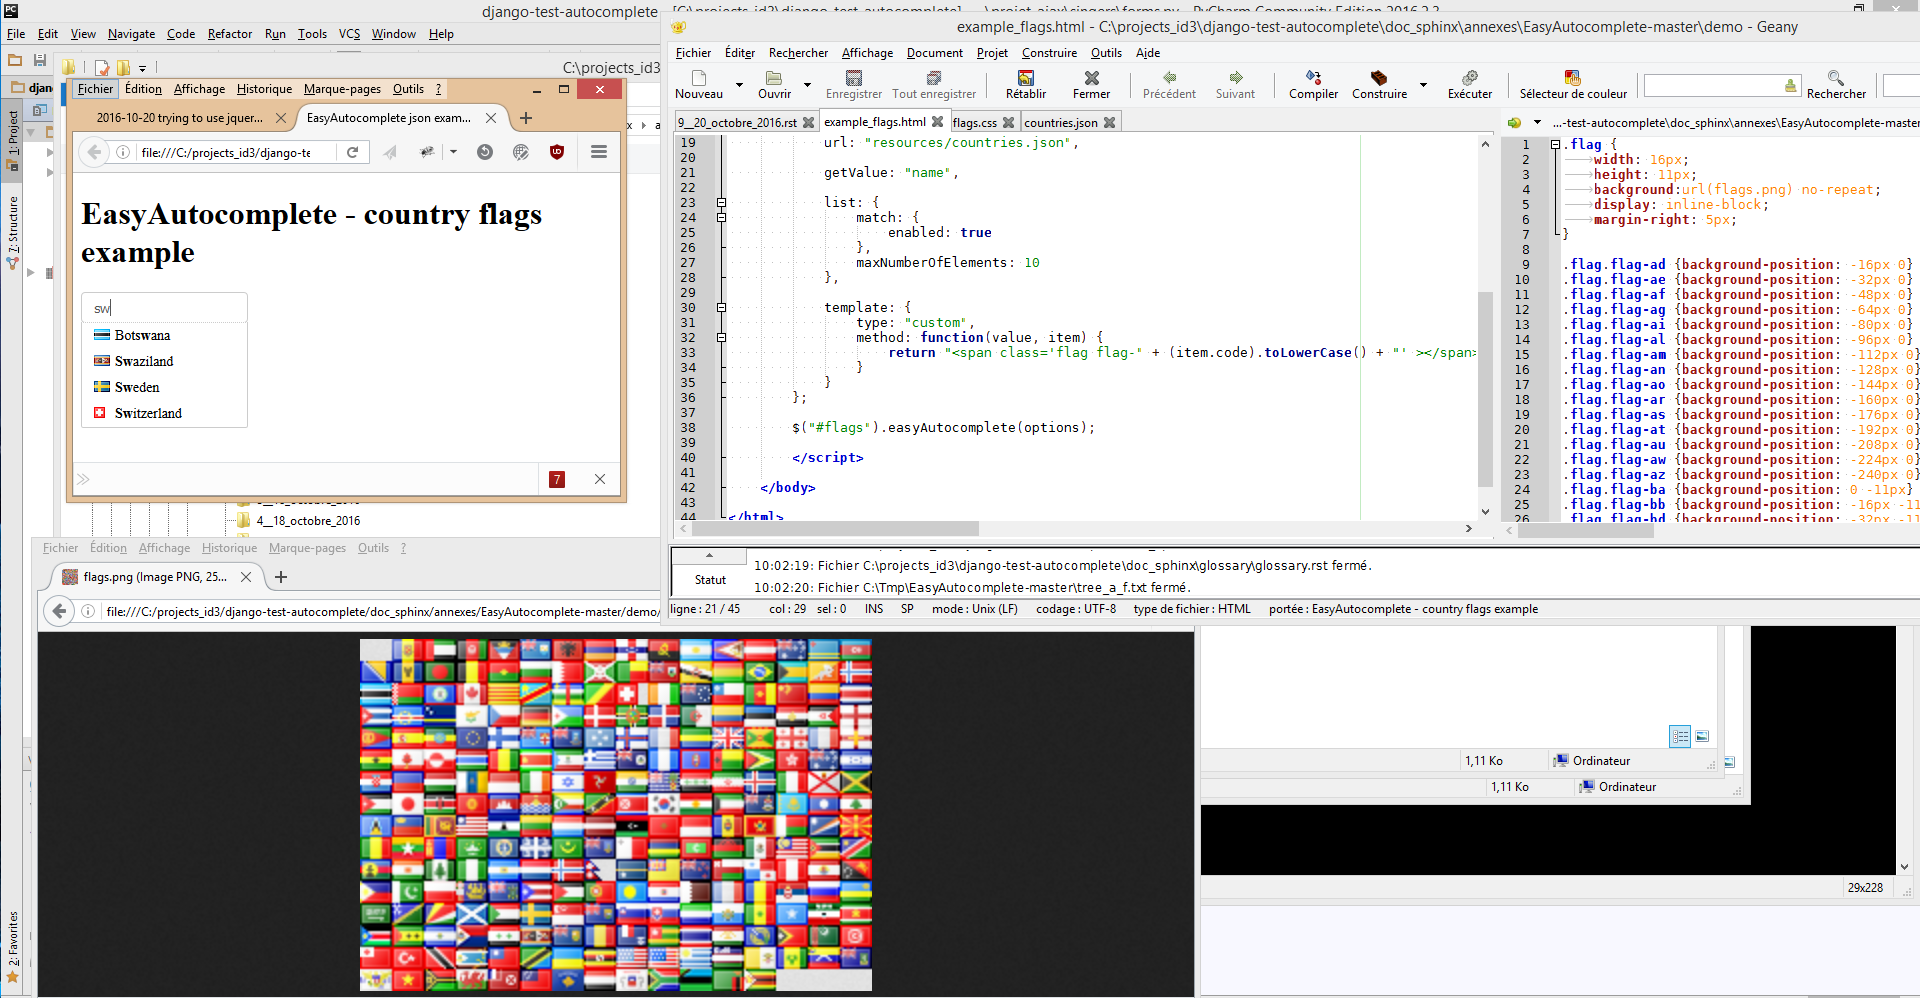 django-test-autocomplete
File Edit View Navigate Code Refactor Run Tools VCS Window Help
C:\projects_id3
1: Project
7: Structure
2: Favorites
Fichier Édition Affichage Historique Marque-pages Outils ?
2016-10-20 trying to use jquer...
EasyAutocomplete json exam...
file:///C:/projects_id3/django-te
EasyAutocomplete - country flags
example
sw
Botswana
Swaziland
Sweden
Switzerland
7
4__18_octobre_2016
example_flags.html - C:\projects_id3\django-test-autocomplete\doc_sphinx\annexes\EasyAutocomplete-master\demo - Geany
Fichier Éditer Rechercher Affichage Document Projet Construire Outils Aide
Nouveau Ouvrir Enregistrer Tout enregistrer Rétablir Fermer Précédent Suivant Compiler Construire Exécuter Sélecteur de couleur Rechercher
9__20_octobre_2016.rst example_flags.html flags.css countries.json
19 url: "resources/countries.json",
20
21 getValue: "name",
22
23 list: {
24 match: {
25 enabled: true
26 },
27 maxNumberOfElements: 10
28 },
29
30 template: {
31 type: "custom",
32 method: function(value, item) {
33 return "<span class='flag flag-" + (item.code).toLowerCase() + "' ></span>
34 }
35 }
36 };
37
38 $("#flags").easyAutocomplete(options);
39
40 </script>
41
42 </body>
43
44 </html>
...-test-autocomplete\doc_sphinx\annexes\EasyAutocomplete-master
1 .flag {
2 width: 16px;
3 height: 11px;
4 background:url(flags.png) no-repeat;
5 display: inline-block;
6 margin-right: 5px;
7 }
8
9 .flag.flag-ad {background-position: -16px 0}
10 .flag.flag-ae {background-position: -32px 0}
11 .flag.flag-af {background-position: -48px 0}
12 .flag.flag-ag {background-position: -64px 0}
13 .flag.flag-ai {background-position: -80px 0}
14 .flag.flag-al {background-position: -96px 0}
15 .flag.flag-am {background-position: -112px 0}
16 .flag.flag-an {background-position: -128px 0}
17 .flag.flag-ao {background-position: -144px 0}
18 .flag.flag-ar {background-position: -160px 0}
19 .flag.flag-as {background-position: -176px 0}
20 .flag.flag-at {background-position: -192px 0}
21 .flag.flag-au {background-position: -208px 0}
22 .flag.flag-aw {background-position: -224px 0}
23 .flag.flag-az {background-position: -240px 0}
24 .flag.flag-ba {background-position: 0 -11px}
25 .flag.flag-bb {background-position: -16px -11
26 .flag.flag-bd {background-position: -32px -11
Statut
10:02:19: Fichier C:\projects_id3\django-test-autocomplete\doc_sphinx\glossary\glossary.rst fermé.
10:02:20: Fichier C:\Tmp\EasyAutocomplete-master\tree_a_f.txt fermé.
ligne : 21 / 45 col : 29 sel : 0 INS SP mode : Unix (LF) codage : UTF-8 type de fichier : HTML portée : EasyAutocomplete - country flags example
Fichier Édition Affichage Historique Marque-pages Outils ?
flags.png (Image PNG, 25...
file:///C:/projects_id3/django-test-autocomplete/doc_sphinx/annexes/EasyAutocomplete-master/demo/
1,11 Ko Ordinateur
1,11 Ko Ordinateur
29x228